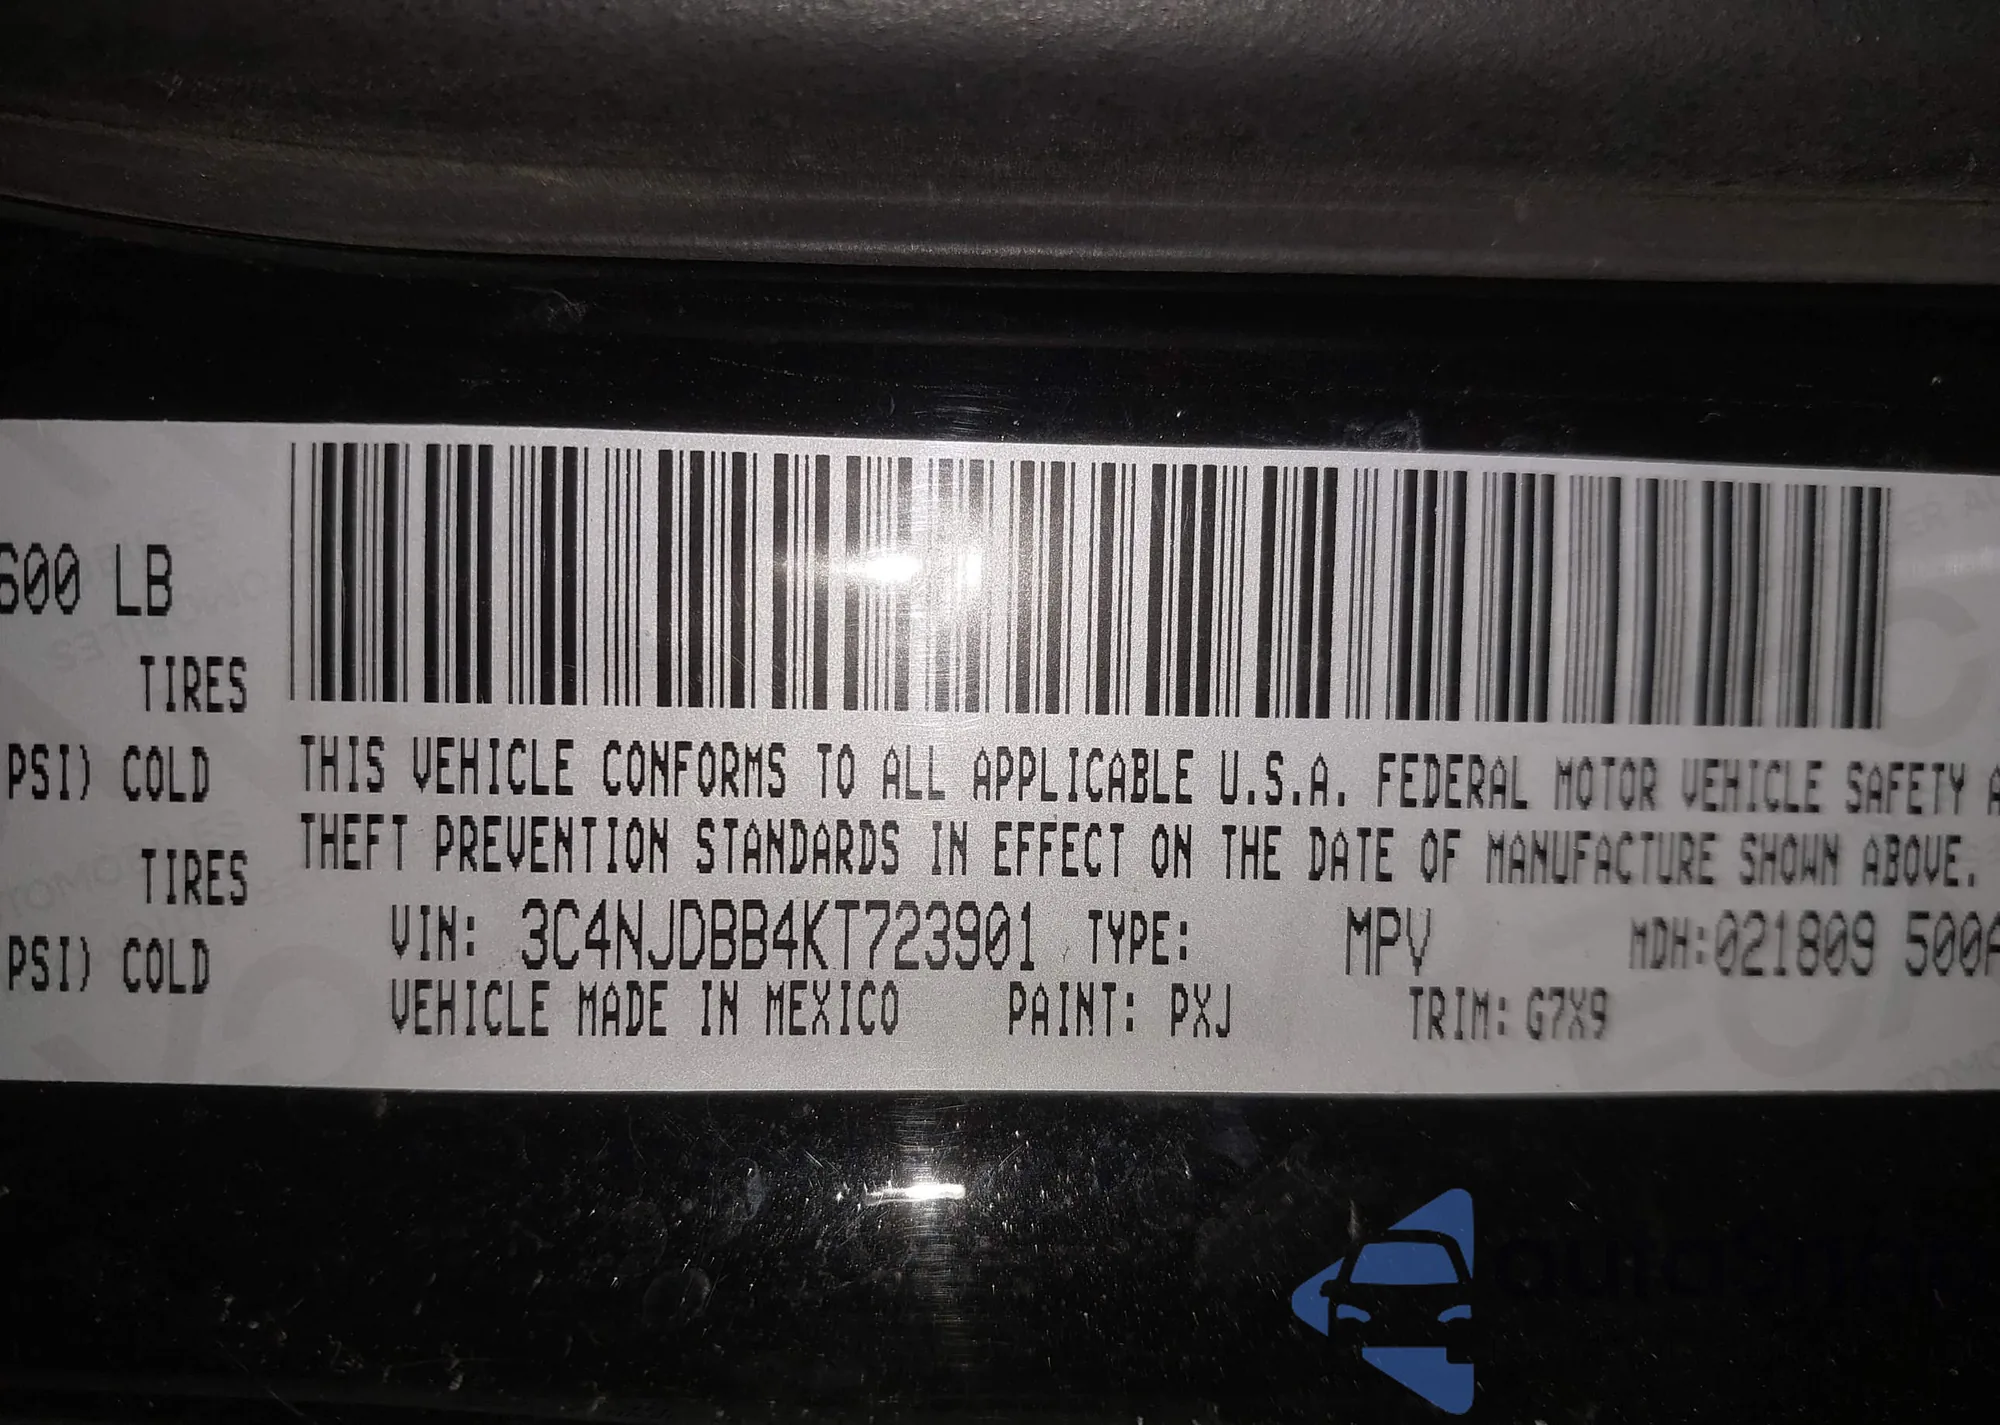 600 LB
TIRES
PSI) COLD
THIS VEHICLE CONFORMS TO ALL APPLICABLE U.S.A. FEDERAL MOTOR VEHICLE SAFETY A
THEFT PREVENTION STANDARDS IN EFFECT ON THE DATE OF MANUFACTURE SHOWN ABOVE.
TIRES
VIN: 3C4NJDBB4KT723901 TYPE: MPV MDH:021809 500A
PSI) COLD
VEHICLE MADE IN MEXICO PAINT: PXJ TRIM: G7X9